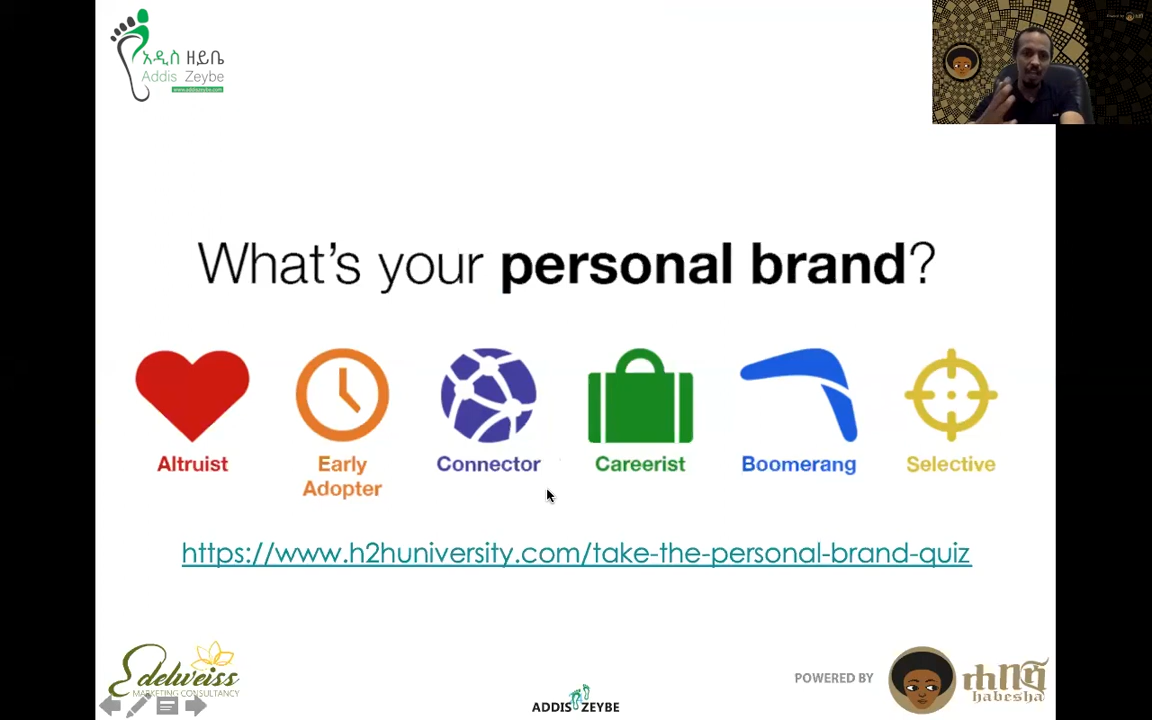 አዲስ ዘይቤ
Addis Zeybe
www.addiszeybe.com
What's your personal brand?
Altruist
Early
Adopter
Connector
Careerist
Boomerang
Selective
https://www.h2huniversity.com/take-the-personal-brand-quiz
Edelweiss
MARKETING CONSULTANCY
ADDIS ZEYBE
POWERED BY
habesha